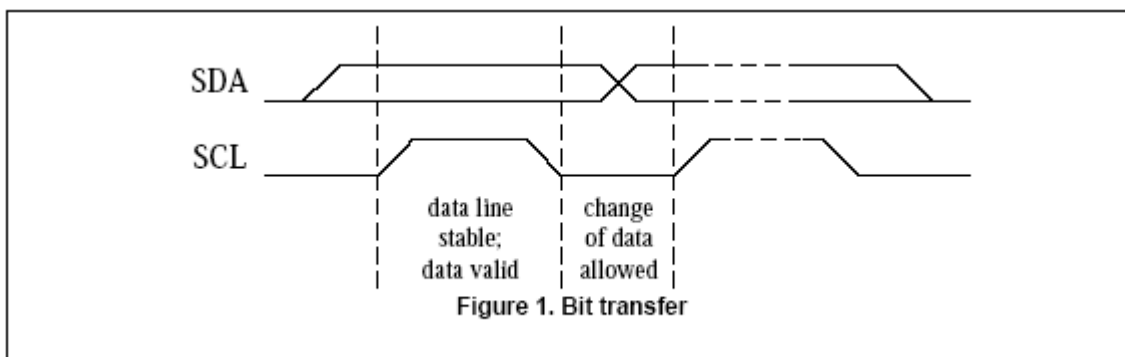 SDA
SCL
data line
stable;
data valid
change
of data
allowed
Figure 1. Bit transfer